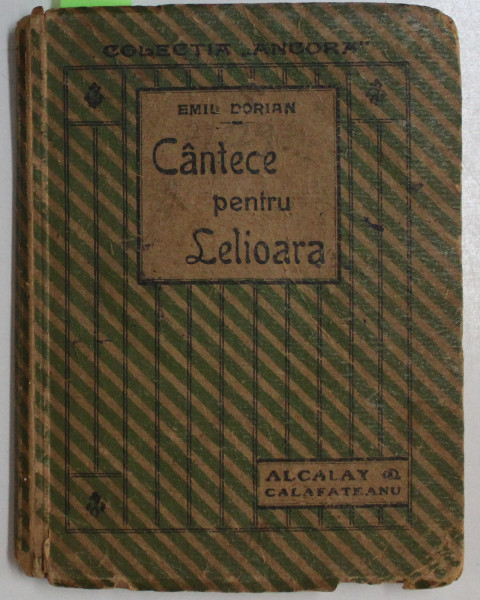 COLECTIA „ANCORA"
EMIL DORIAN
Cântece
pentru
Lelioara
ALCALAY &
CALAFATEANU